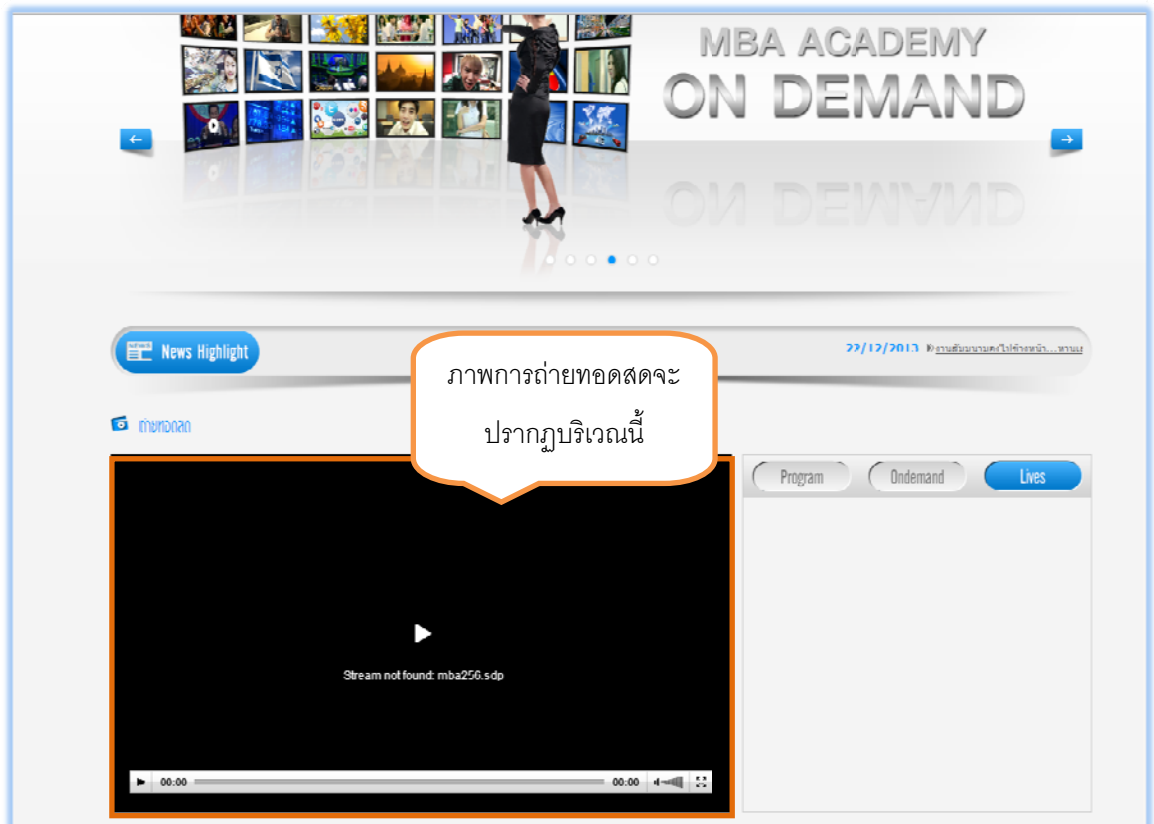 MBA ACADEMY
ON DEMAND
News Highlight
22/12/2013
ภาพการถ่ายทอดสดจะ
ปรากฏบริเวณนี้
ถ่ายทอดสด
Program
Ondemand
Lives
Stream not found: mba256.sdp
00:00
00:00